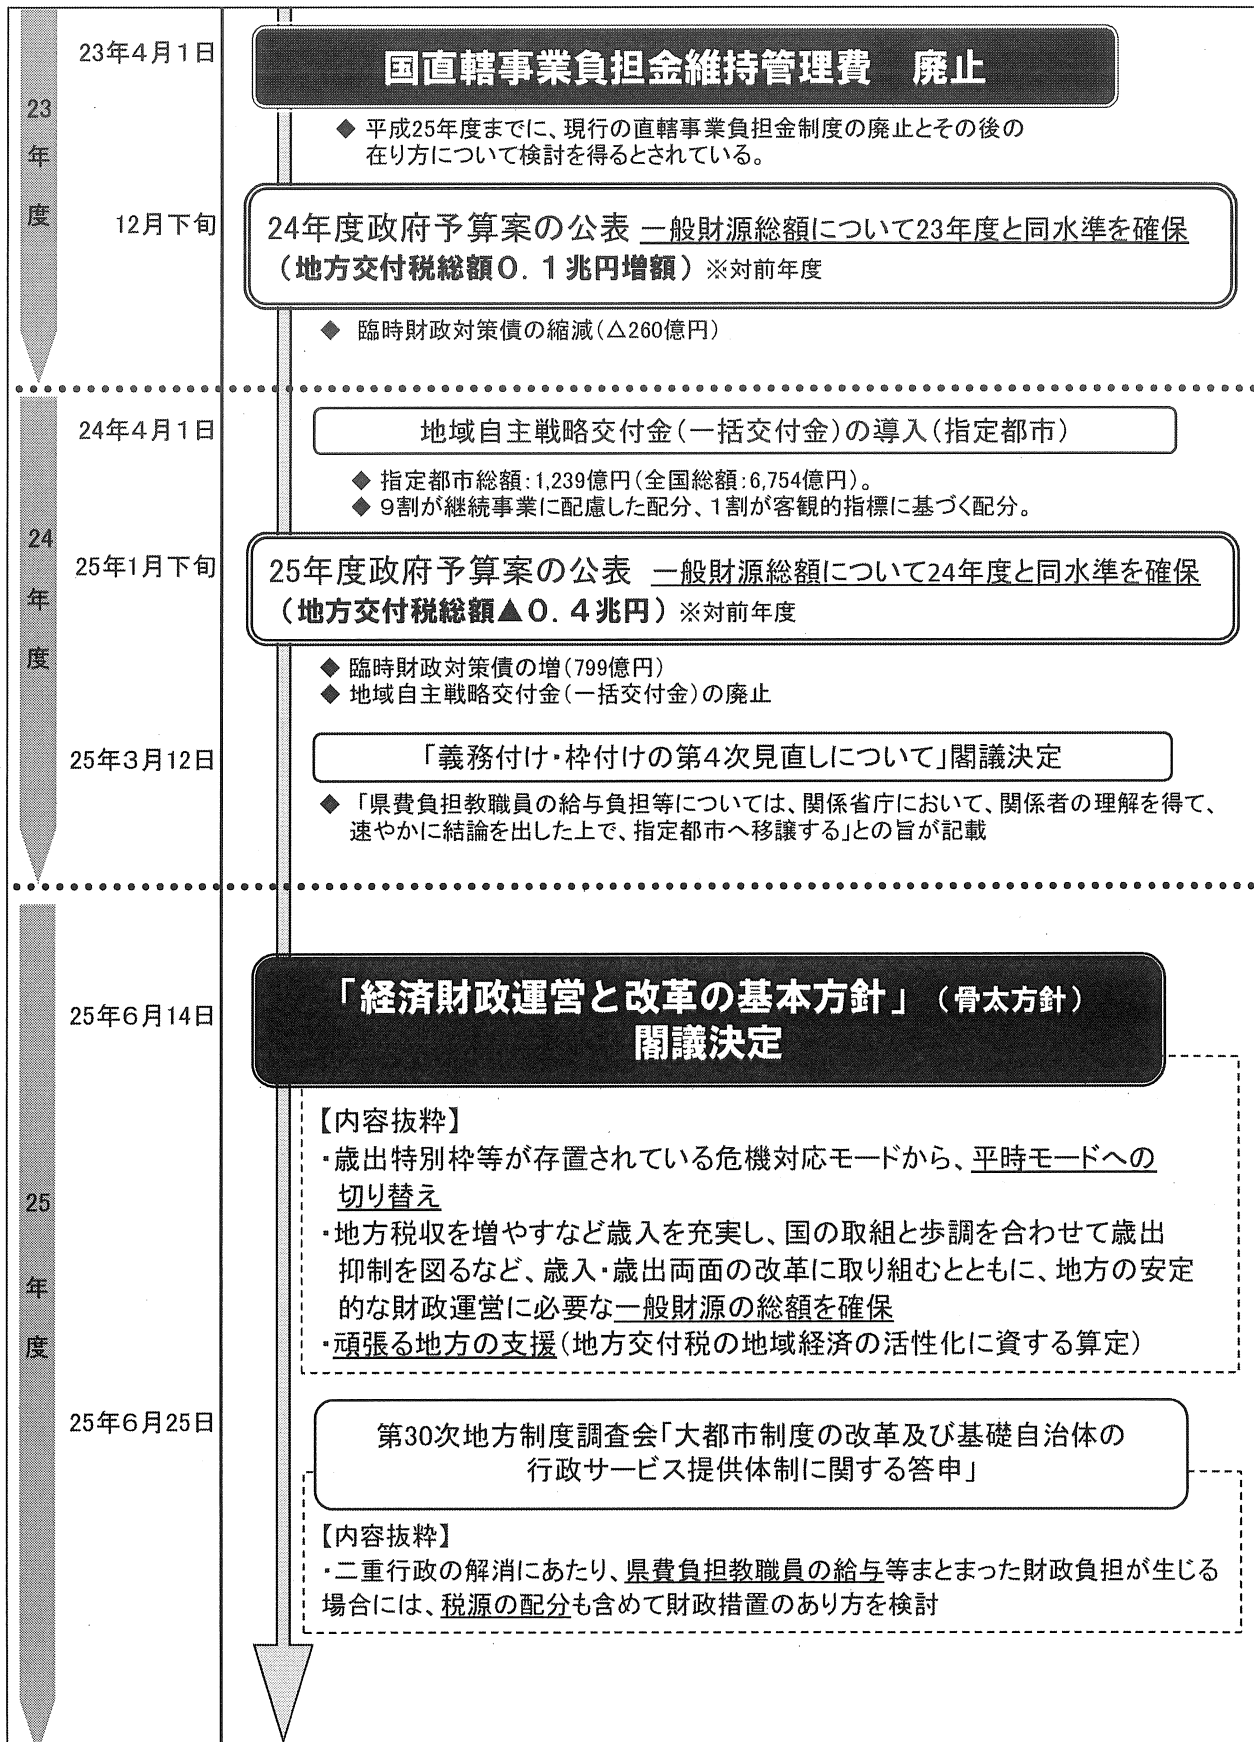 23年度
23年4月1日
国直轄事業負担金維持管理費　廃止
◆ 平成25年度までに、現行の直轄事業負担金制度の廃止とその後の
在り方について検討を得るとされている。
12月下旬
24年度政府予算案の公表 一般財源総額について23年度と同水準を確保
（地方交付税総額０．１兆円増額）※対前年度
◆ 臨時財政対策債の縮減（△260億円）
24年度
24年4月1日
地域自主戦略交付金（一括交付金）の導入（指定都市）
◆ 指定都市総額：1,239億円（全国総額：6,754億円）。
◆ ９割が継続事業に配慮した配分、１割が客観的指標に基づく配分。
25年1月下旬
25年度政府予算案の公表 一般財源総額について24年度と同水準を確保
（地方交付税総額▲０．４兆円）※対前年度
◆ 臨時財政対策債の増（799億円）
◆ 地域自主戦略交付金（一括交付金）の廃止
25年3月12日
「義務付け・枠付けの第４次見直しについて」閣議決定
◆ 「県費負担教職員の給与負担等については、関係省庁において、関係者の理解を得て、
速やかに結論を出した上で、指定都市へ移譲する」との旨が記載
25年度
25年6月14日
「経済財政運営と改革の基本方針」（骨太方針）
閣議決定
【内容抜粋】
・歳出特別枠等が存置されている危機対応モードから、平時モードへの
切り替え
・地方税収を増やすなど歳入を充実し、国の取組と歩調を合わせて歳出
抑制を図るなど、歳入・歳出両面の改革に取り組むとともに、地方の安定
的な財政運営に必要な一般財源の総額を確保
・頑張る地方の支援（地方交付税の地域経済の活性化に資する算定）
25年6月25日
第30次地方制度調査会「大都市制度の改革及び基礎自治体の
行政サービス提供体制に関する答申」
【内容抜粋】
・二重行政の解消にあたり、県費負担教職員の給与等まとまった財政負担が生じる
場合には、税源の配分も含めて財政措置のあり方を検討